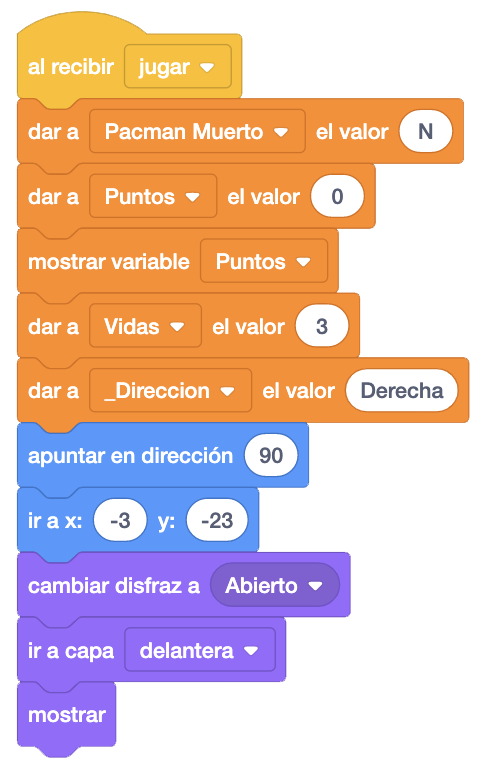 al recibir jugar
dar a Pacman Muerto el valor N
dar a Puntos el valor 0
mostrar variable Puntos
dar a Vidas el valor 3
dar a _Direccion el valor Derecha
apuntar en dirección 90
ir a x: -3 y: -23
cambiar disfraz a Abierto
ir a capa delantera
mostrar